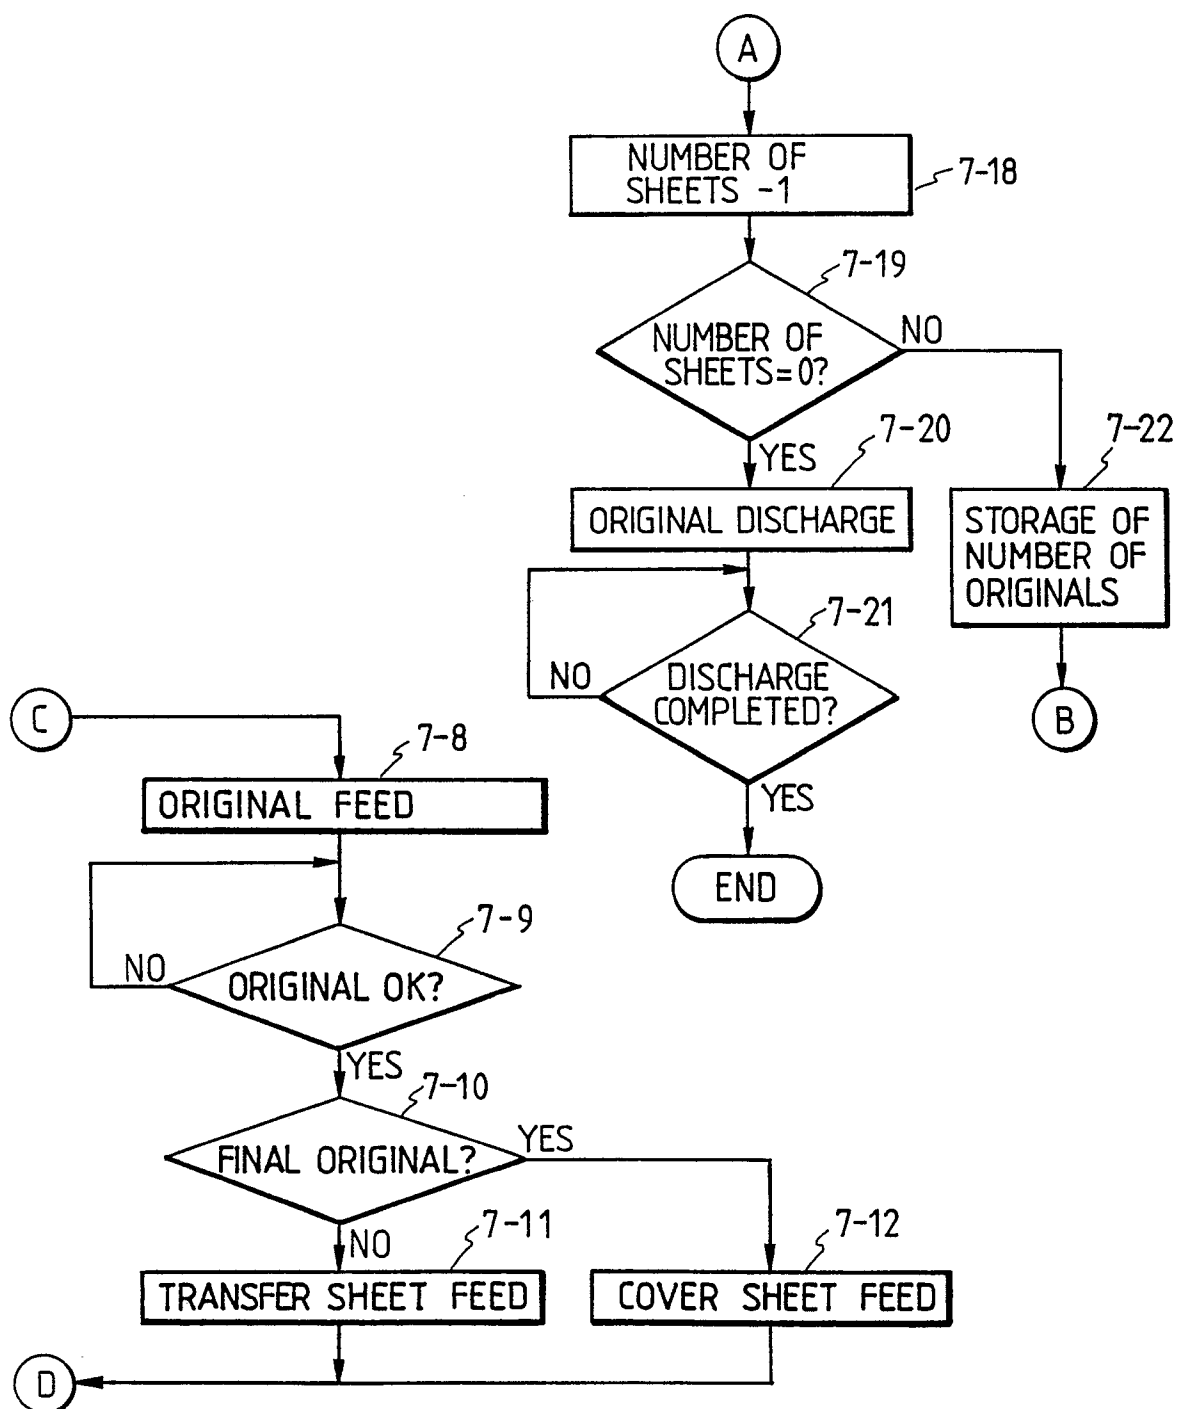 A
NUMBER OF
SHEETS -1
7-18
7-19
NUMBER OF
SHEETS=0?
NO
YES
7-20
ORIGINAL DISCHARGE
7-22
STORAGE OF
NUMBER OF
ORIGINALS
7-21
DISCHARGE
COMPLETED?
NO
YES
B
END
C
7-8
ORIGINAL FEED
7-9
ORIGINAL OK?
NO
YES
7-10
FINAL ORIGINAL?
YES
NO
7-11
TRANSFER SHEET FEED
7-12
COVER SHEET FEED
D